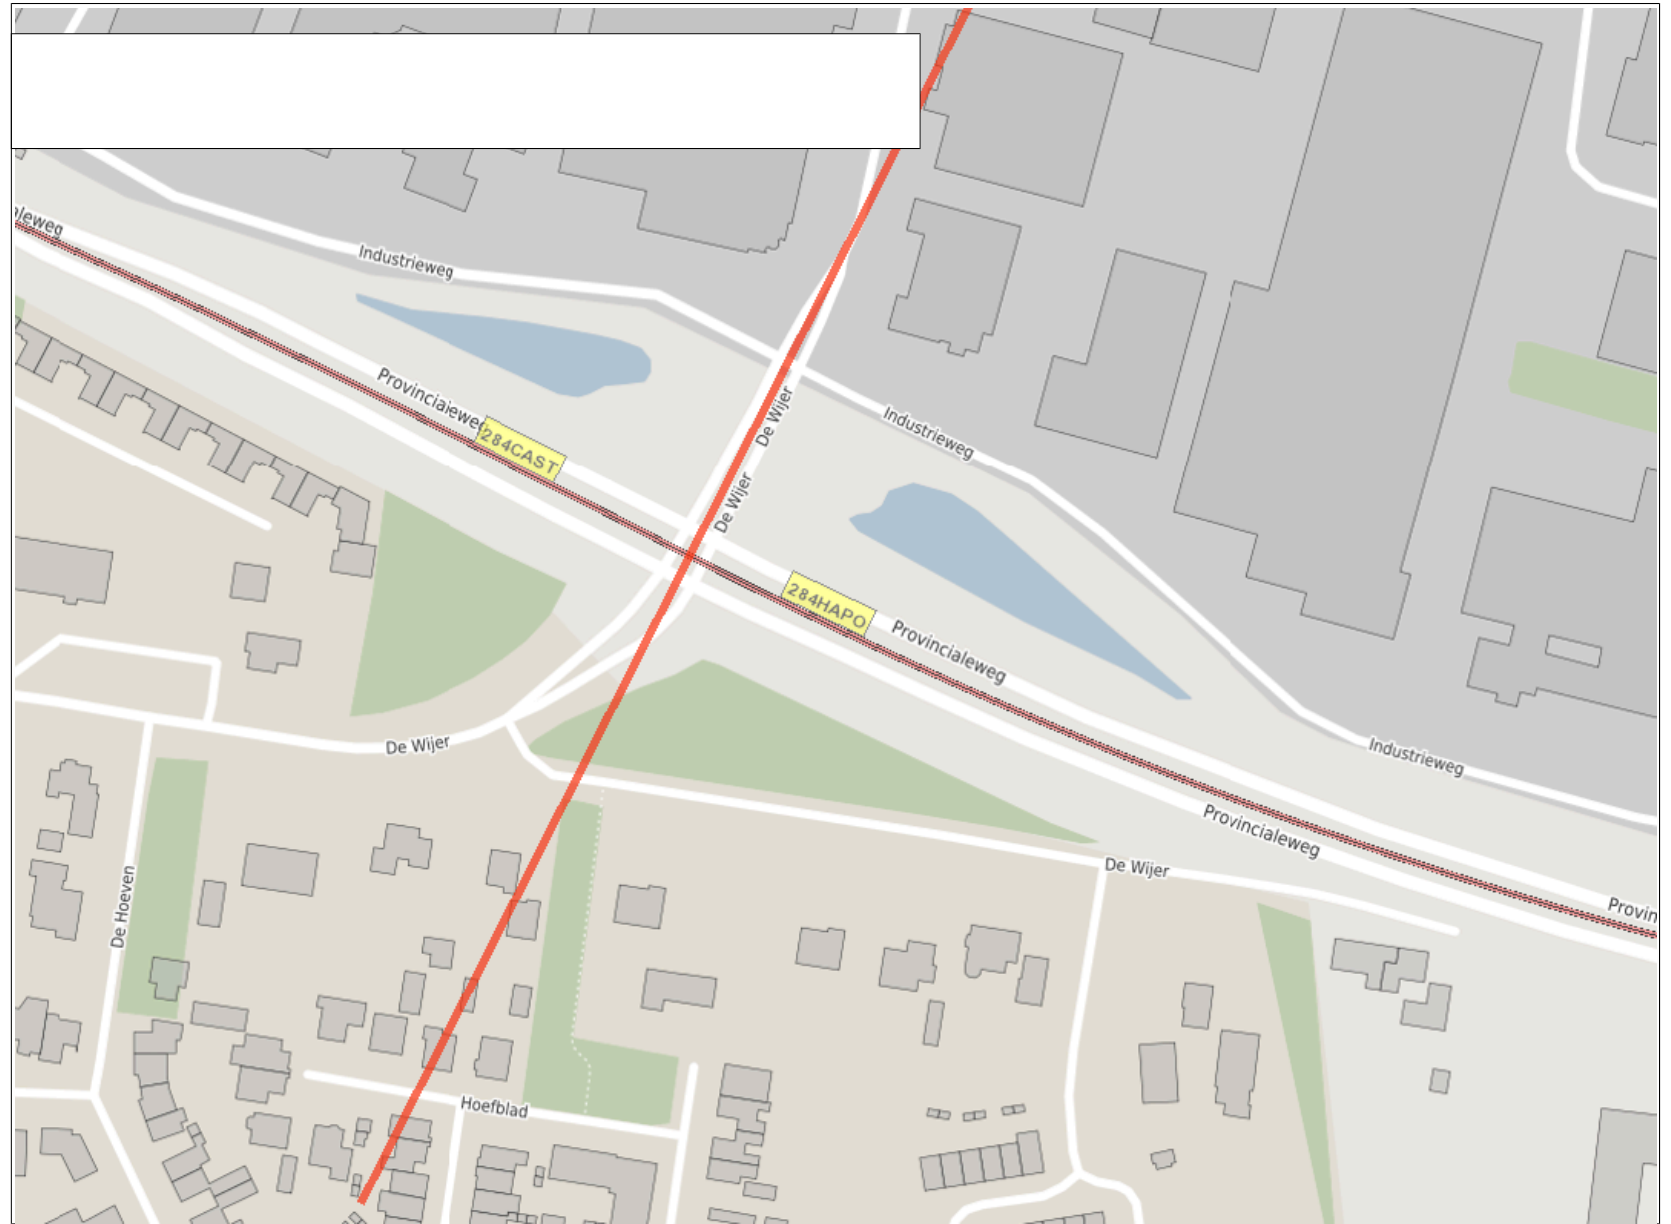 aleweg
Industrieweg
Provincialeweg
284CAST
De Wijer
Industrieweg
De Wijer
284HAPO
Provincialeweg
De Wijer
Industrieweg
Provincialeweg
De Wijer
De Hoeven
Provin
Hoefblad